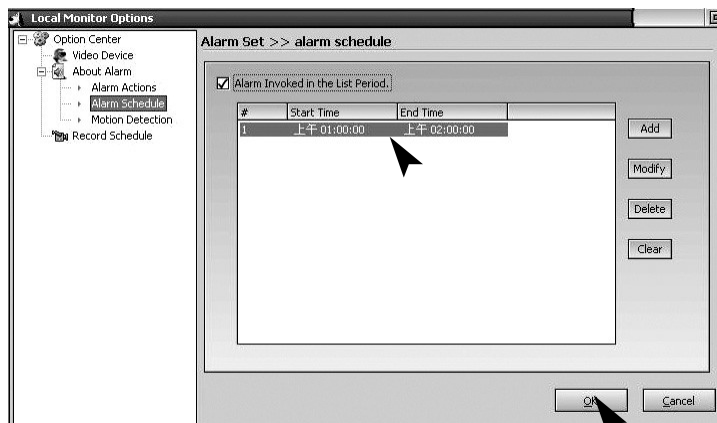 Local Monitor Options
Option Center
Video Device
About Alarm
Alarm Actions
Alarm Schedule
Motion Detection
Record Schedule
Alarm Set >> alarm schedule
Alarm Invoked in the List Period.
# Start Time End Time
1 上午 01:00:00 上午 02:00:00
Add
Modify
Delete
Clear
OK Cancel